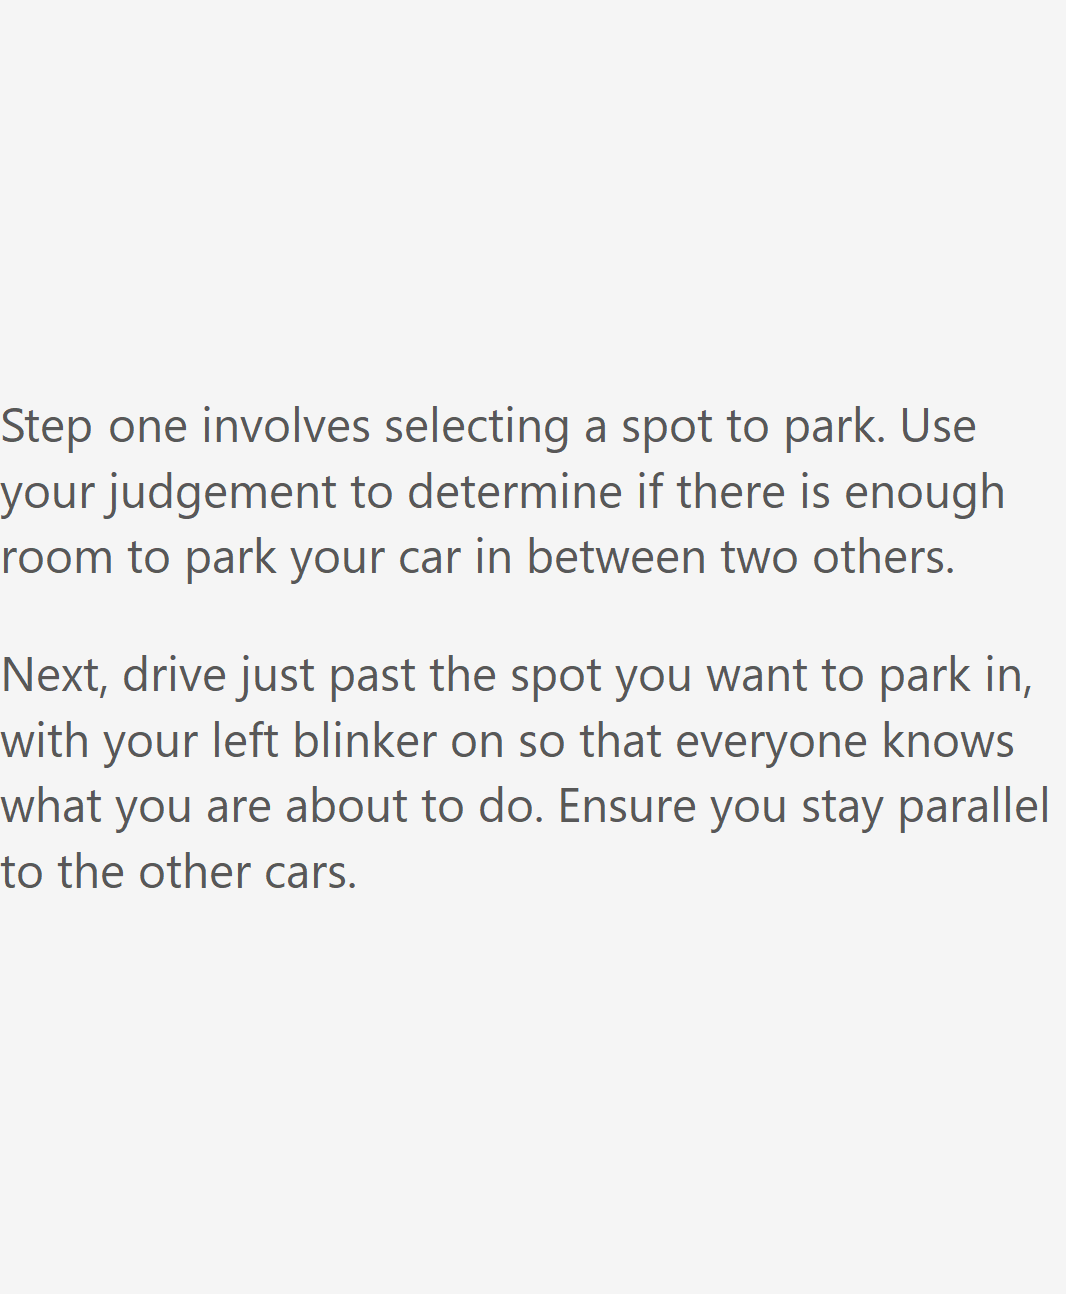 Step one involves selecting a spot to park. Use
your judgement to determine if there is enough
room to park your car in between two others.
Next, drive just past the spot you want to park in,
with your left blinker on so that everyone knows
what you are about to do. Ensure you stay parallel
to the other cars.